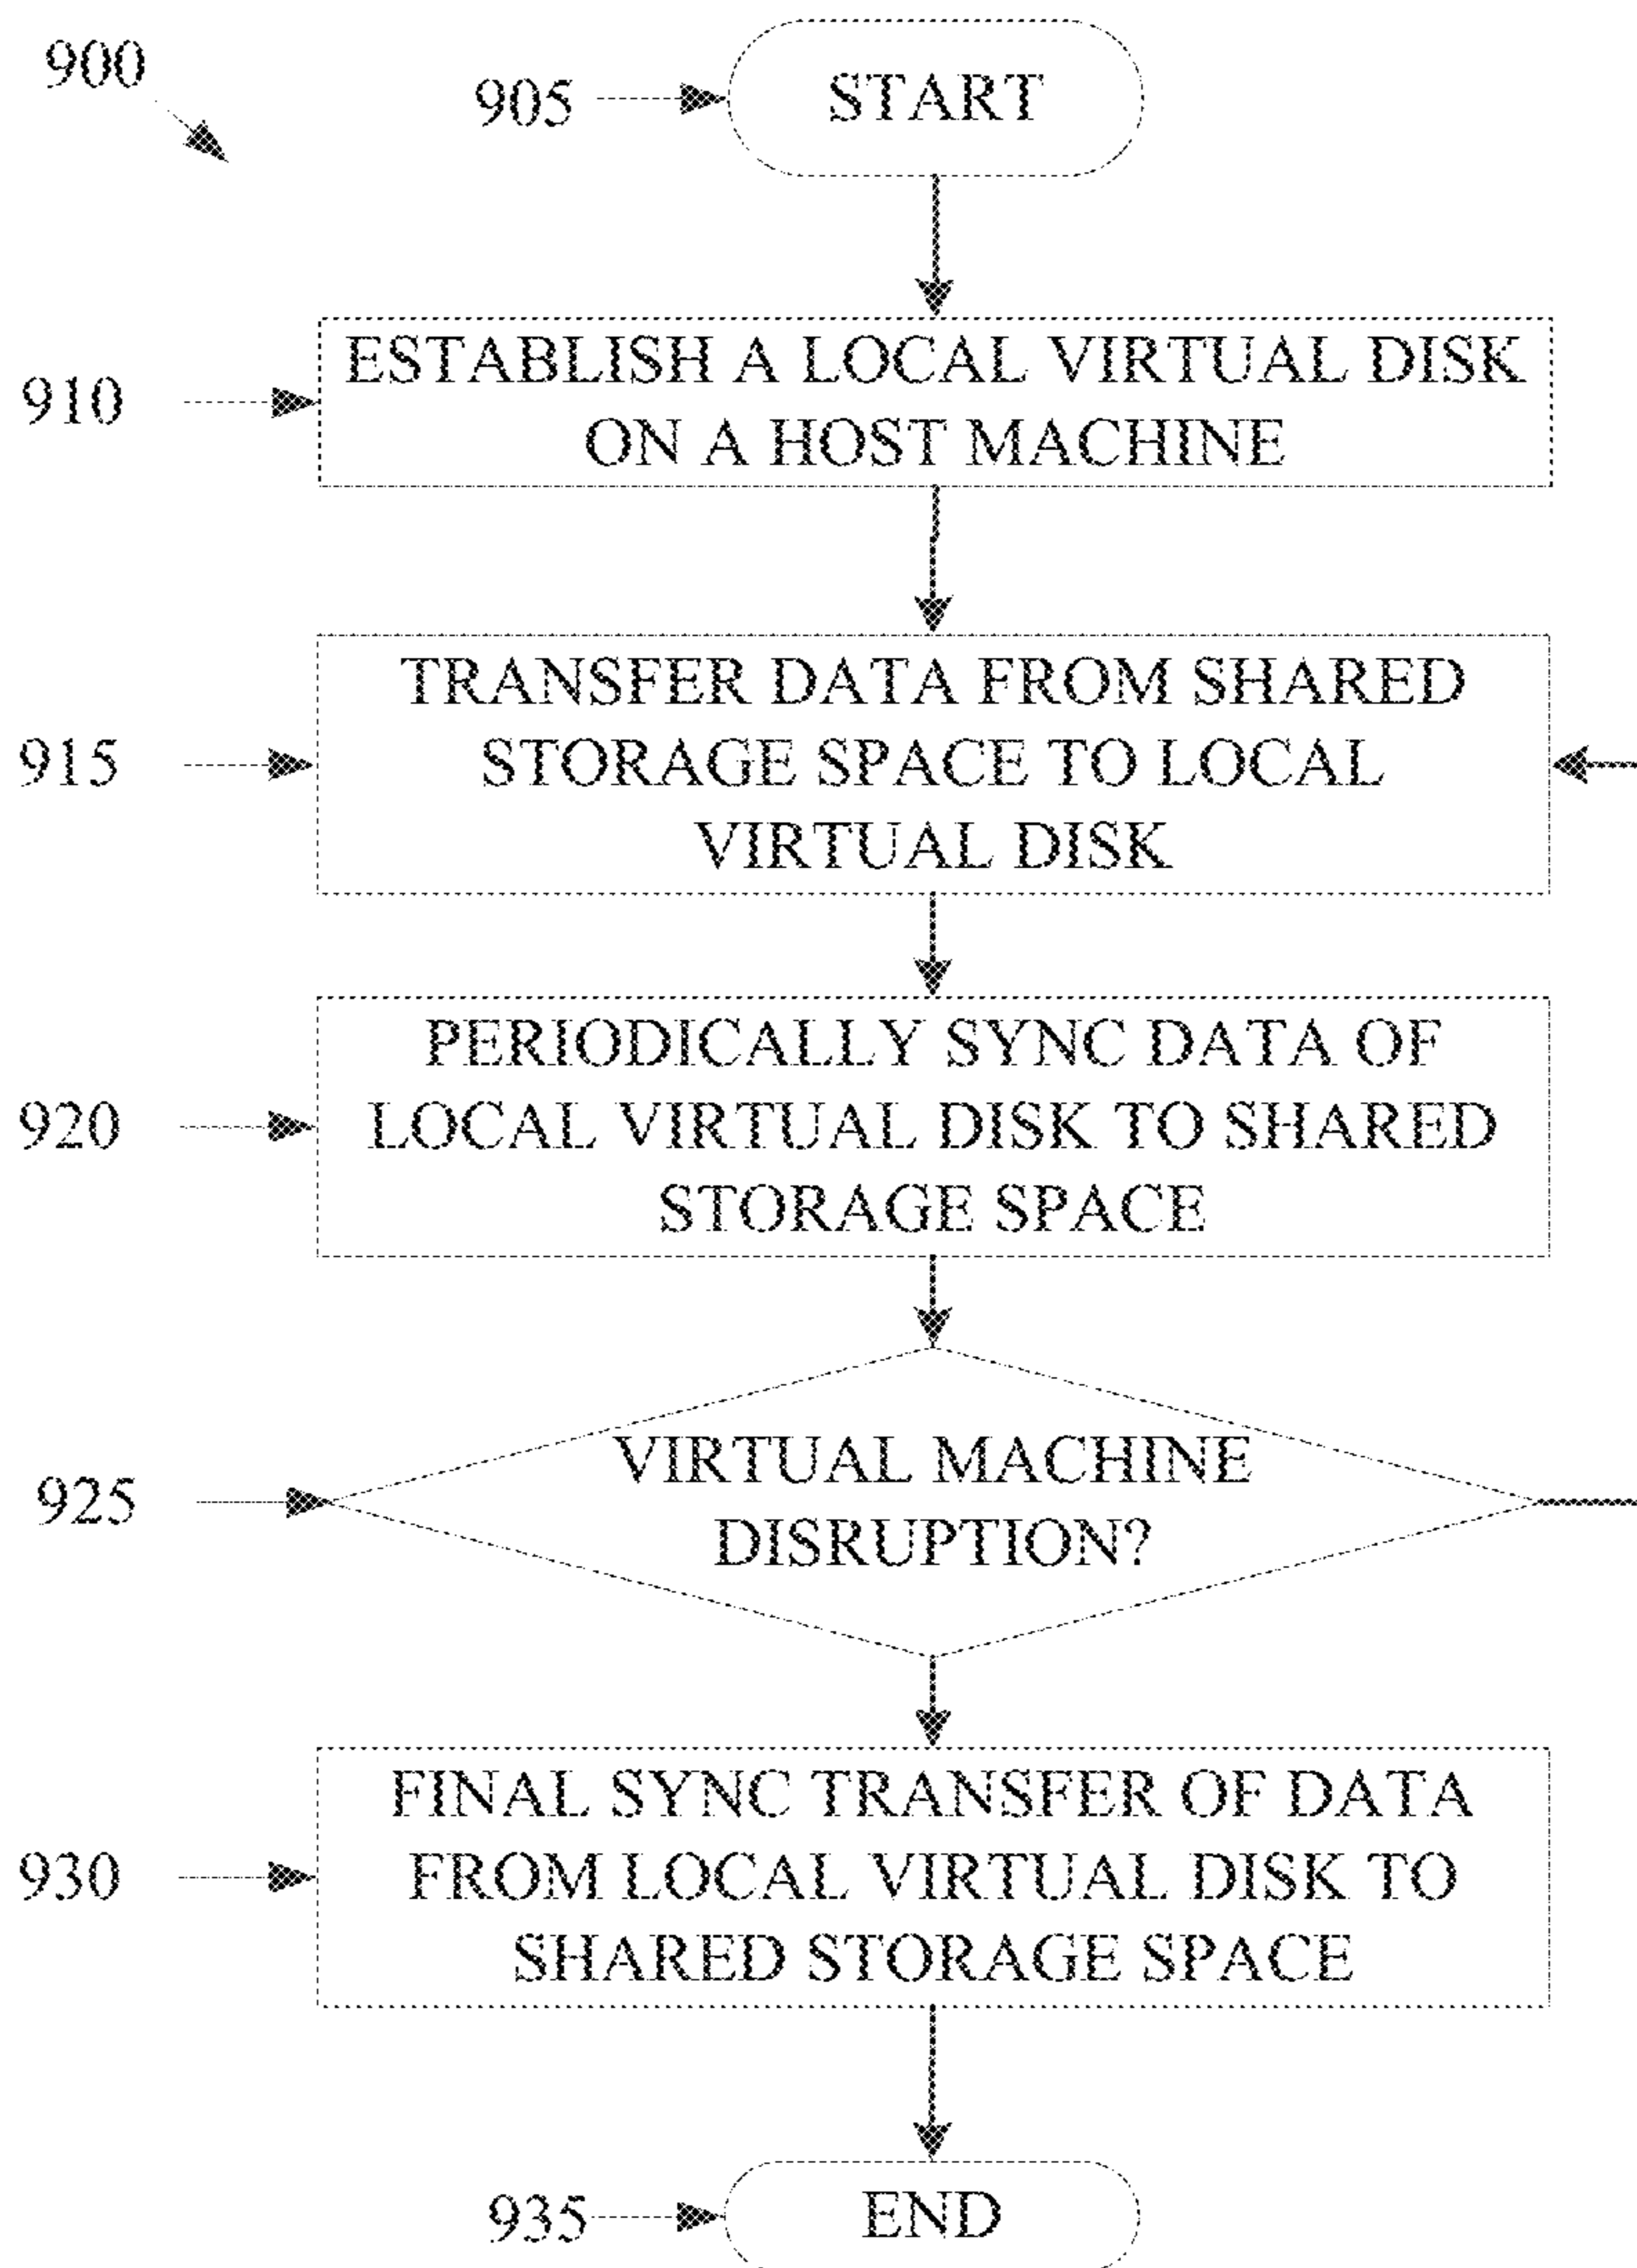 900
905
START
910
ESTABLISH A LOCAL VIRTUAL DISK
ON A HOST MACHINE
915
TRANSFER DATA FROM SHARED
STORAGE SPACE TO LOCAL
VIRTUAL DISK
920
PERIODICALLY SYNC DATA OF
LOCAL VIRTUAL DISK TO SHARED
STORAGE SPACE
925
VIRTUAL MACHINE
DISRUPTION?
930
FINAL SYNC TRANSFER OF DATA
FROM LOCAL VIRTUAL DISK TO
SHARED STORAGE SPACE
935
END